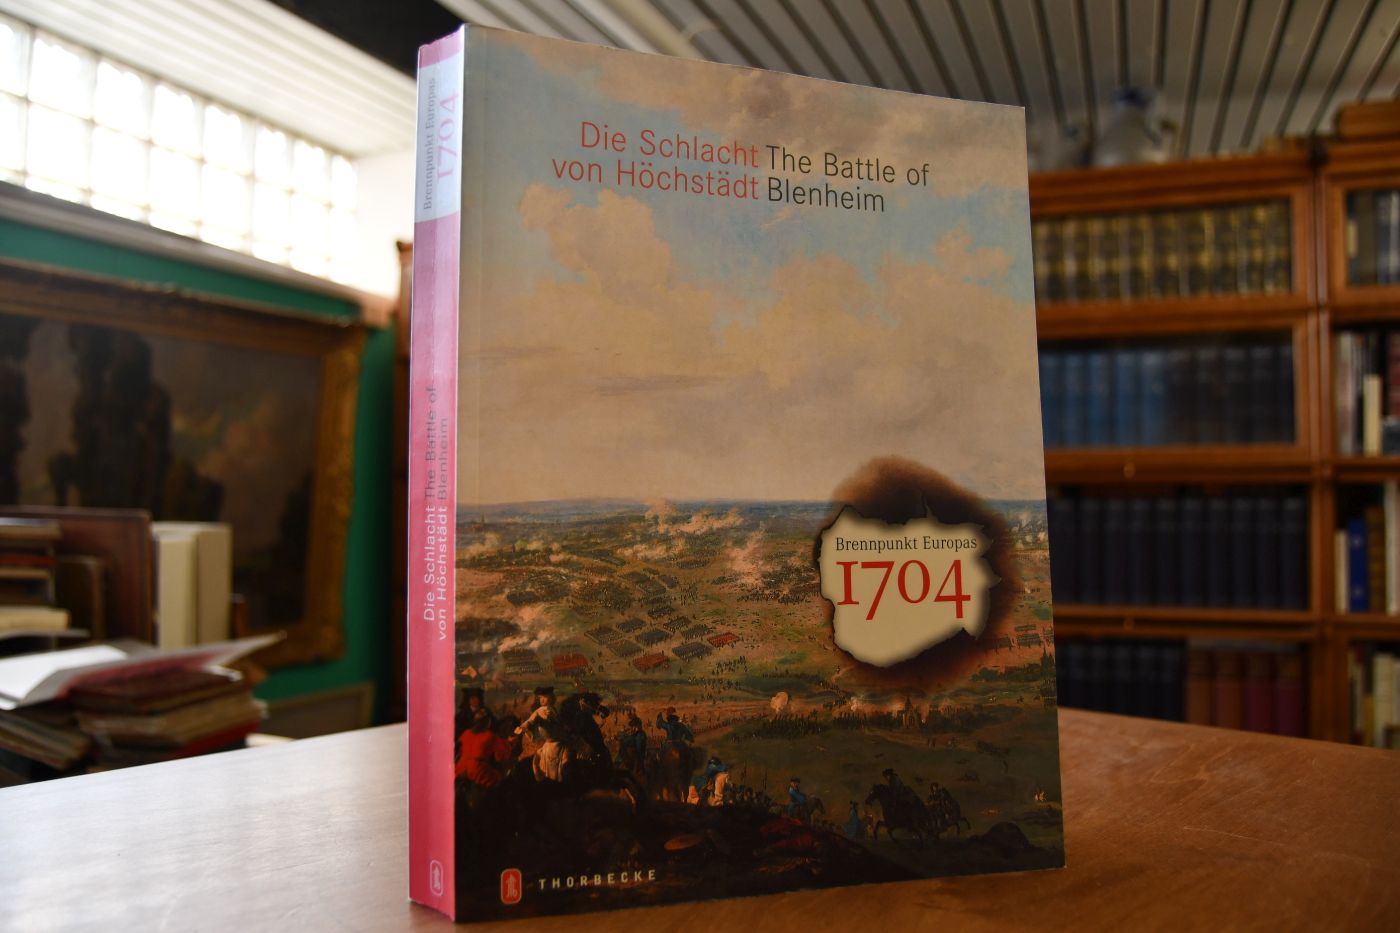 Brennpunkt Europas
1704
Die Schlacht The Battle of
von Höchstädt Blenheim
Die Schlacht The Battle of
von Höchstädt Blenheim
Brennpunkt Europas
1704
THORBECKE